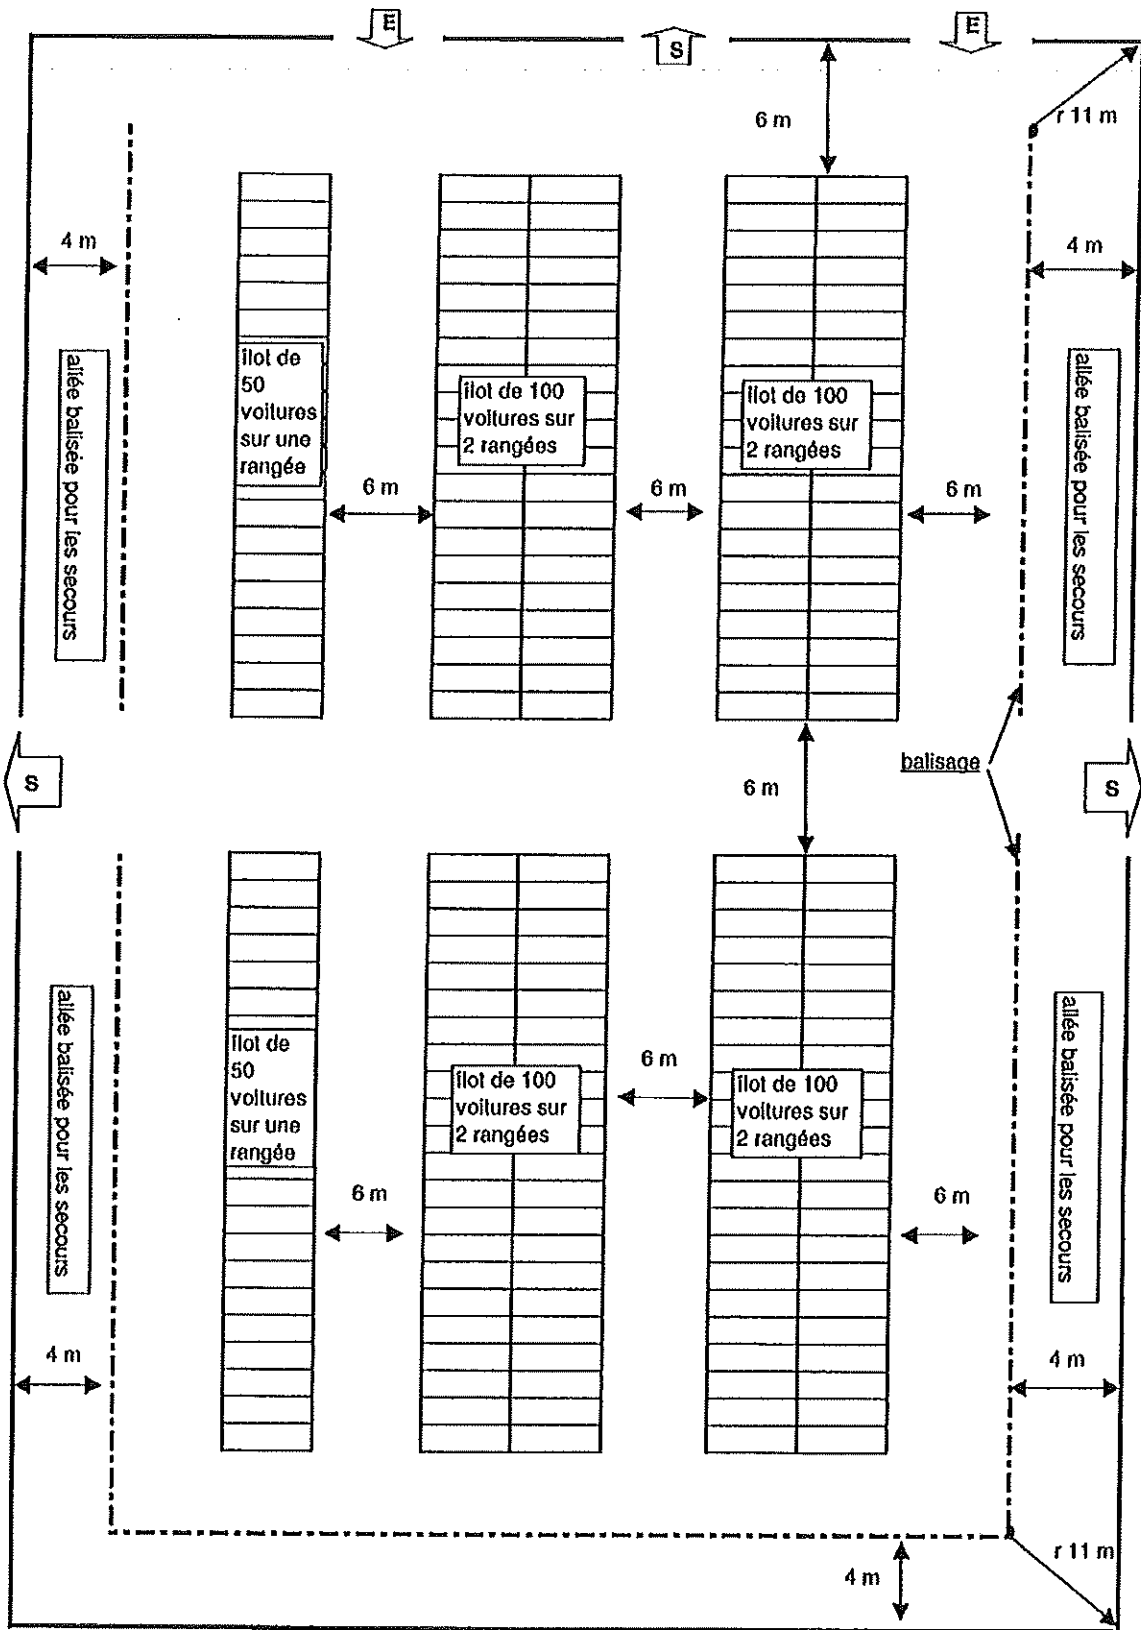 E
S
E
r 11 m
6 m
4 m
4 m
allée balisée pour les secours
îlot de
50
voitures
sur une
rangée
îlot de 100
voitures sur
2 rangées
îlot de 100
voitures sur
2 rangées
allée balisée pour les secours
6 m
6 m
6 m
S
6 m
balisage
S
allée balisée pour les secours
îlot de
50
voitures
sur une
rangée
îlot de 100
voitures sur
2 rangées
6 m
îlot de 100
voitures sur
2 rangées
allée balisée pour les secours
6 m
6 m
4 m
4 m
4 m
r 11 m